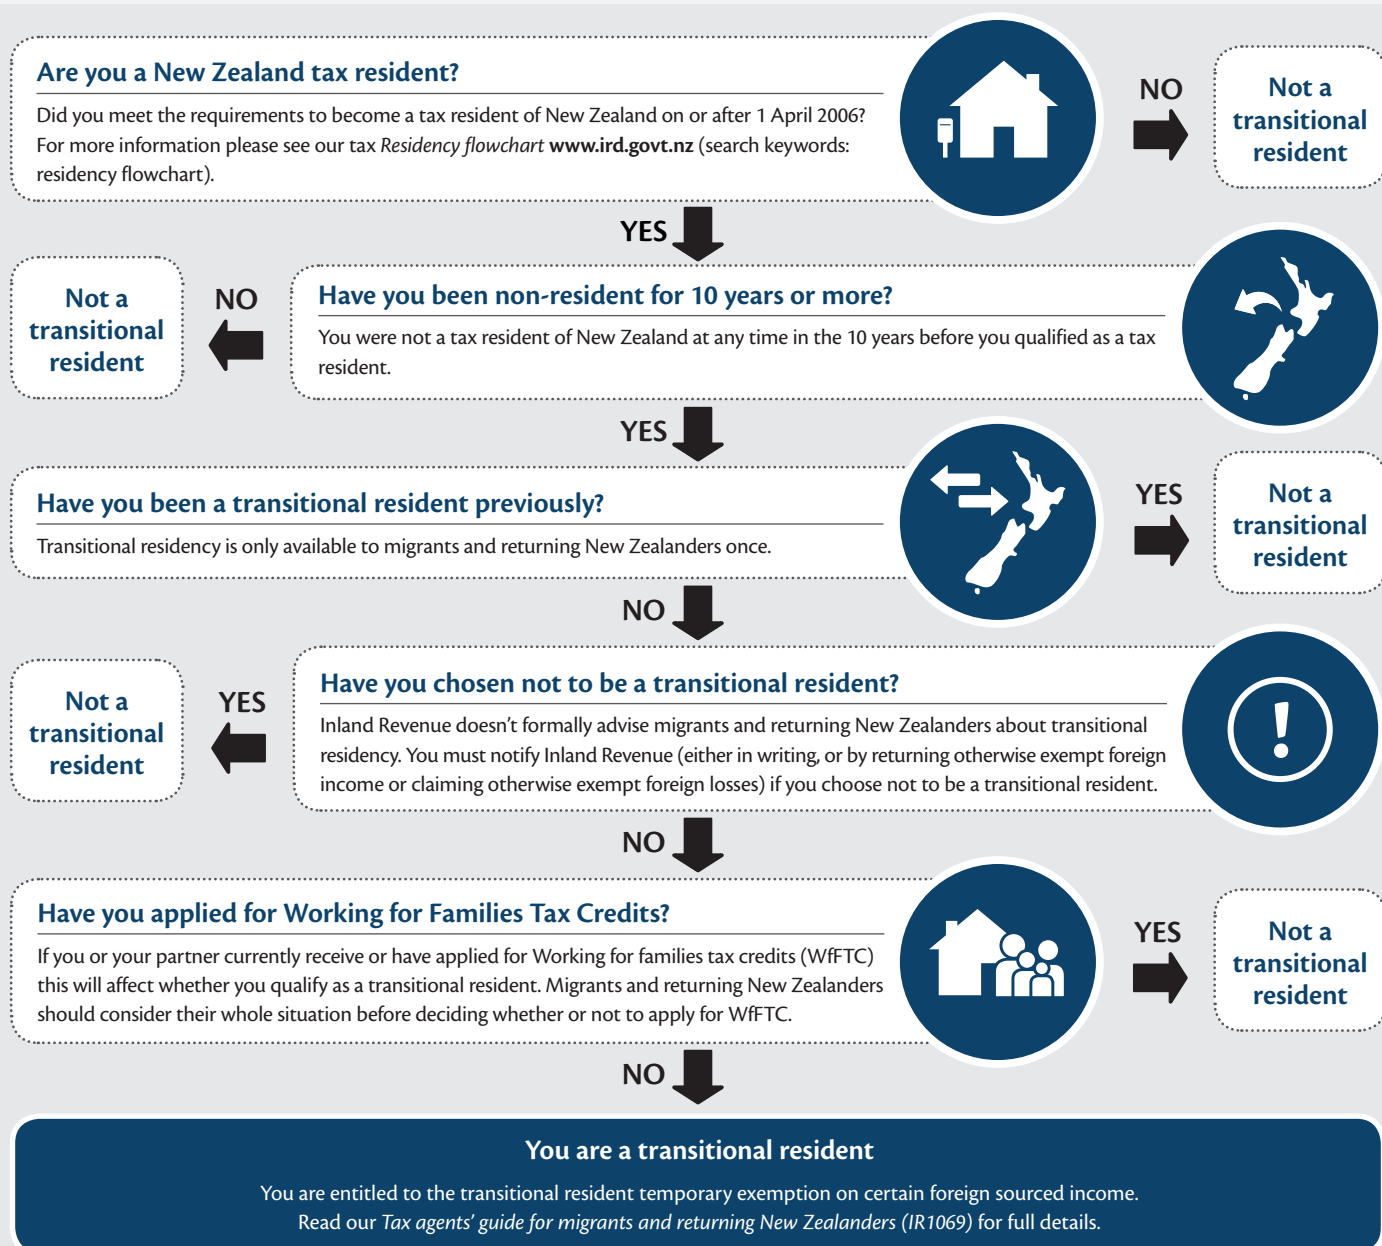 Are you a New Zealand tax resident?
Did you meet the requirements to become a tax resident of New Zealand on or after 1 April 2006?
For more information please see our tax Residency flowchart www.ird.govt.nz (search keywords:
residency flowchart).
NO
Not a
transitional
resident
YES
Not a
transitional
resident
NO
Have you been non-resident for 10 years or more?
You were not a tax resident of New Zealand at any time in the 10 years before you qualified as a tax
resident.
YES
Have you been a transitional resident previously?
Transitional residency is only available to migrants and returning New Zealanders once.
YES
Not a
transitional
resident
NO
Not a
transitional
resident
YES
Have you chosen not to be a transitional resident?
Inland Revenue doesn't formally advise migrants and returning New Zealanders about transitional
residency. You must notify Inland Revenue (either in writing, or by returning otherwise exempt foreign
income or claiming otherwise exempt foreign losses) if you choose not to be a transitional resident.
NO
Have you applied for Working for Families Tax Credits?
If you or your partner currently receive or have applied for Working for families tax credits (WfFTC)
this will affect whether you qualify as a transitional resident. Migrants and returning New Zealanders
should consider their whole situation before deciding whether or not to apply for WfFTC.
YES
Not a
transitional
resident
NO
You are a transitional resident
You are entitled to the transitional resident temporary exemption on certain foreign sourced income.
Read our Tax agents' guide for migrants and returning New Zealanders (IR1069) for full details.